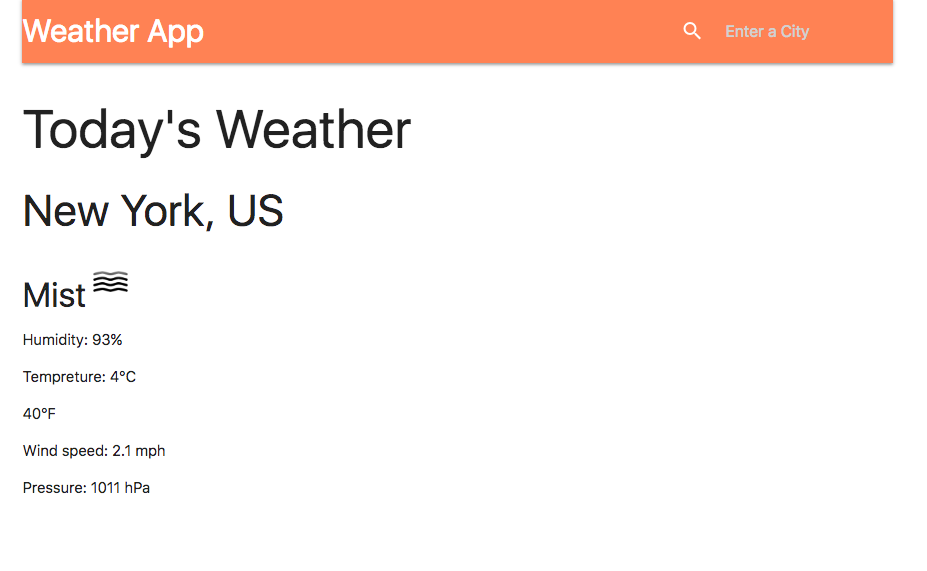 Weather App
Enter a City
Today's Weather
New York, US
Mist
Humidity: 93%
Tempreture: 4°C
40°F
Wind speed: 2.1 mph
Pressure: 1011 hPa